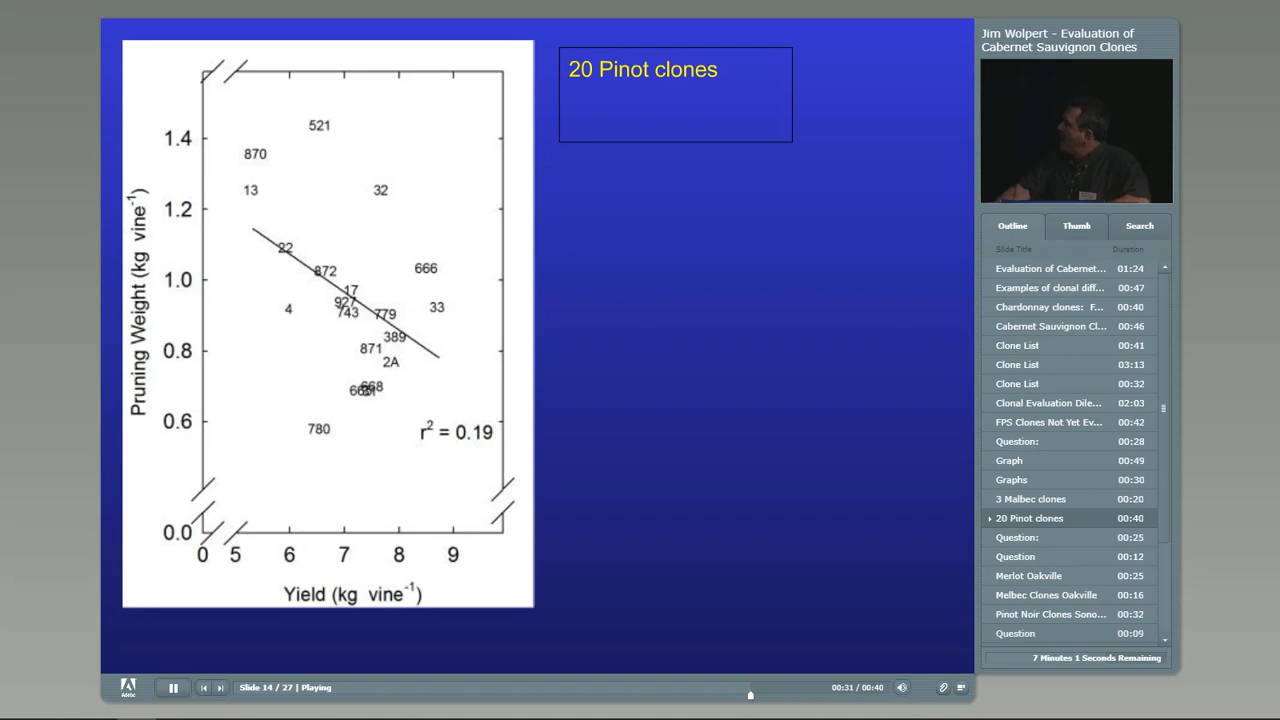 20 Pinot clones
521
1.4
870
13
32
1.2
22
872
666
1.0
17
927
4
743
779
33
389
0.8
871
2A
668
0.6
780
r2 = 0.19
0.0
0 5 6 7 8 9
Pruning Weight (kg vine-1)
Yield (kg vine-1)
Jim Wolpert - Evaluation of
Cabernet Sauvignon Clones
Outline Thumb Search
Slide Title Duration
Evaluation of Cabernet... 01:24
Examples of clonal diff... 00:47
Chardonnay clones: F... 00:40
Cabernet Sauvignon Cl... 00:46
Clone List 00:41
Clone List 03:13
Clone List 00:32
Clonal Evaluation Dile... 02:03
FPS Clones Not Yet Ev... 00:42
Question: 00:28
Graph 00:49
Graphs 00:30
3 Malbec clones 00:20
20 Pinot clones 00:40
Question: 00:25
Question 00:12
Merlot Oakville 00:25
Melbec Clones Oakville 00:16
Pinot Noir Clones Sono... 00:32
Question 00:09
7 Minutes 1 Seconds Remaining
Adobe
Slide 14 / 27 | Playing
00:31 / 00:40